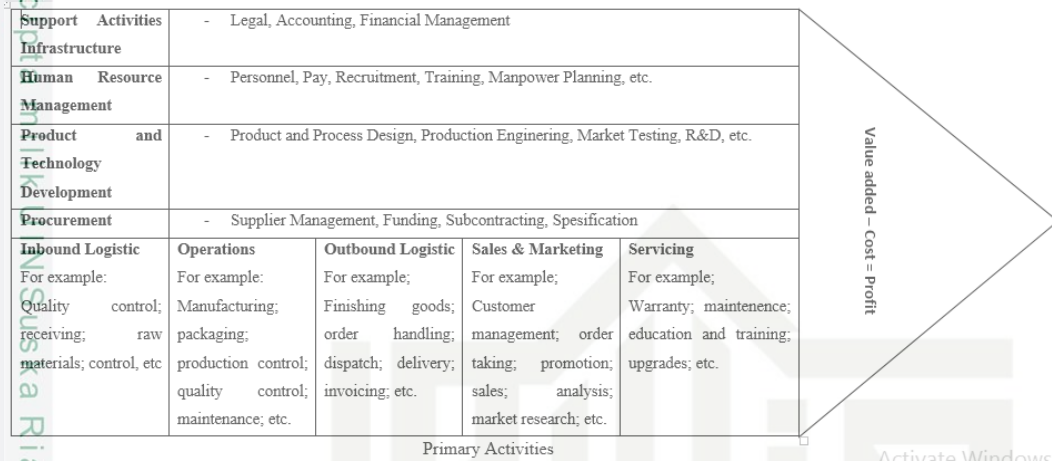 Support Activities - Legal, Accounting, Financial Management
Infrastructure
Human Resource - Personnel, Pay, Recruitment, Training, Manpower Planning, etc.
Management
Product and - Product and Process Design, Production Enginering, Market Testing, R&D, etc.
Technology
Development
Procurement - Supplier Management, Funding, Subcontracting, Spesification
Inbound Logistic
For example:
Quality control;
receiving; raw
materials; control, etc
Operations
For example:
Manufacturing;
packaging;
production control;
quality control;
maintenance; etc.
Outbound Logistic
For example;
Finishing goods;
order handling;
dispatch; delivery;
invoicing; etc.
Sales & Marketing
For example;
Customer
management; order
taking; promotion;
sales; analysis;
market research; etc.
Servicing
For example;
Warranty; maintenence;
education and training;
upgrades; etc.
Value added – Cost = Profit
Primary Activities
milik UIN Suska Ria
Activate Windows